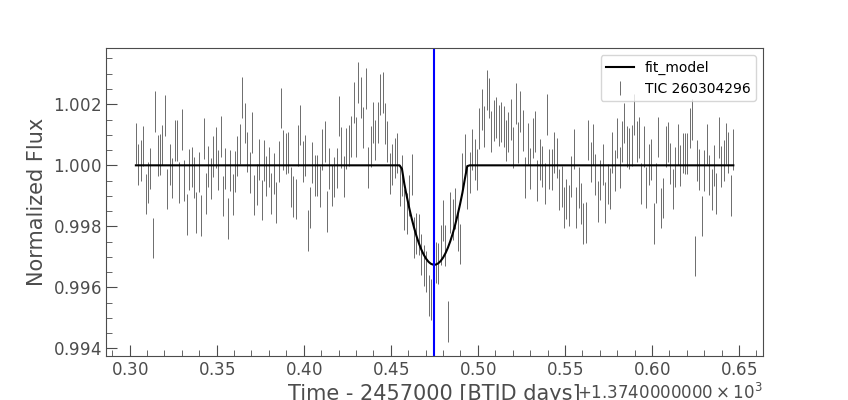 fit_model
TIC 260304296
Normalized Flux
1.002
1.000
0.998
0.996
0.994
0.30 0.35 0.40 0.45 0.50 0.55 0.60 0.65
Time - 2457000 [BTJD days]
+1.3740000000 × 10³